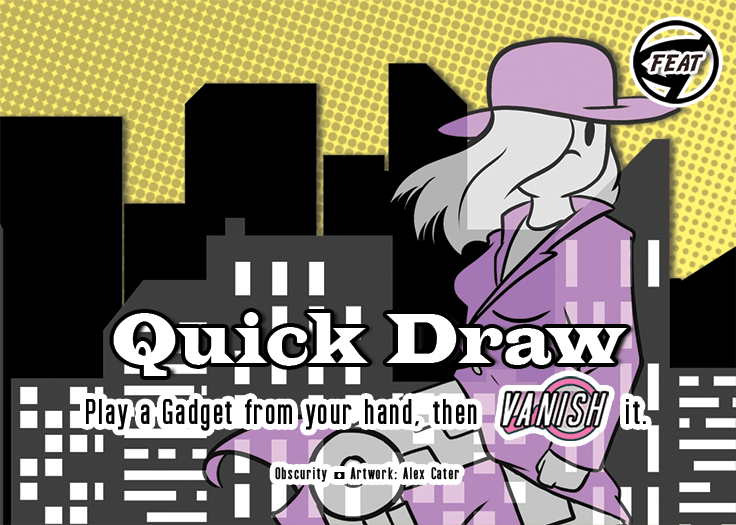 FEAT
Quick Draw
Play a Gadget from your hand, then VANISH it.
Obscurity ◘ Artwork: Alex Cater